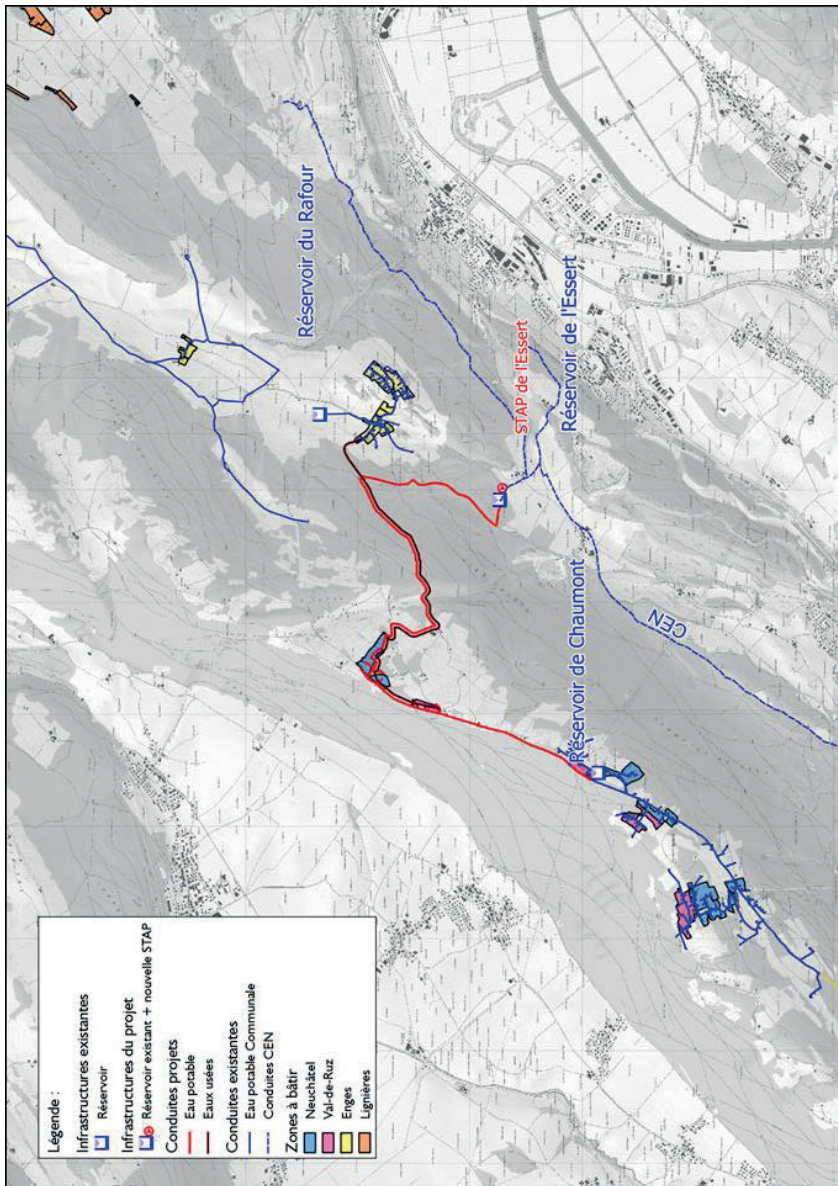 Légende :
Infrastructures existantes
Réservoir
Infrastructures du projet
Réservoir existant + nouvelle STAP
Conduites projets
Eau potable
Eaux usées
Conduites existantes
Eau potable Communale
Conduites CEN
Zones à bâtir
Neuchâtel
Val-de-Ruz
Enges
Lignières
Réservoir du Rafour
STAP de l'Essert
Réservoir de l'Essert
Réservoir de Chaumont
CEN